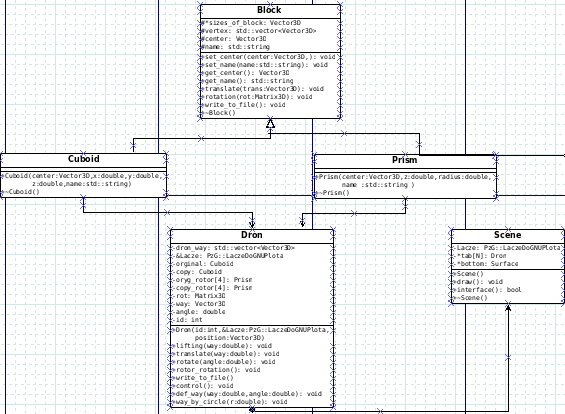 Block
#*sizes_of_block: Vector3D
#vertex: std::vector<Vector3D>
#center: Vector3D
#name: std::string
+set_center(center:Vector3D,): void
+set_name(name:std::string): void
+get_center(): Vector3D
+get_name(): std::string
+translate(trans:Vector3D): void
+rotation(rot:Matrix3D): void
+write_to_file(): void
+~Block()
Cuboid
+Cuboid(center:Vector3D,x:double,y:double,
z:double,name:std::string)
+~Cuboid()
Prism
+Prism(center:Vector3D,z:double,radius:double,
name :std::string )
+~Prism()
Dron
-dron_way: std::vector<Vector3D>
-&Lacze: PzG::LaczeDoGNUPlota
-orginal: Cuboid
-copy: Cuboid
-oryg_rotor[4]: Prism
-copy_rotor[4]: Prism
-rot: Matrix3D
-way: Vector3D
-angle: double
-id: int
+Dron(id:int,&Lacze:PzG::LaczeDoGNUPlota,
position:Vector3D)
+lifting(way:double): void
+translate(way:double): void
+rotate(angle:double): void
+rotor_rotation(): void
+write_to_file()
+control(): void
+def_way(way:double,angle:double): void
+way_by_circle(r:double): void
Scene
-Lacze: PzG::LaczeDoGNUPlota
-*tab[N]: Dron
-*bottom: Surface
+Scene()
+draw(): void
+interface(): bool
+~Scene()